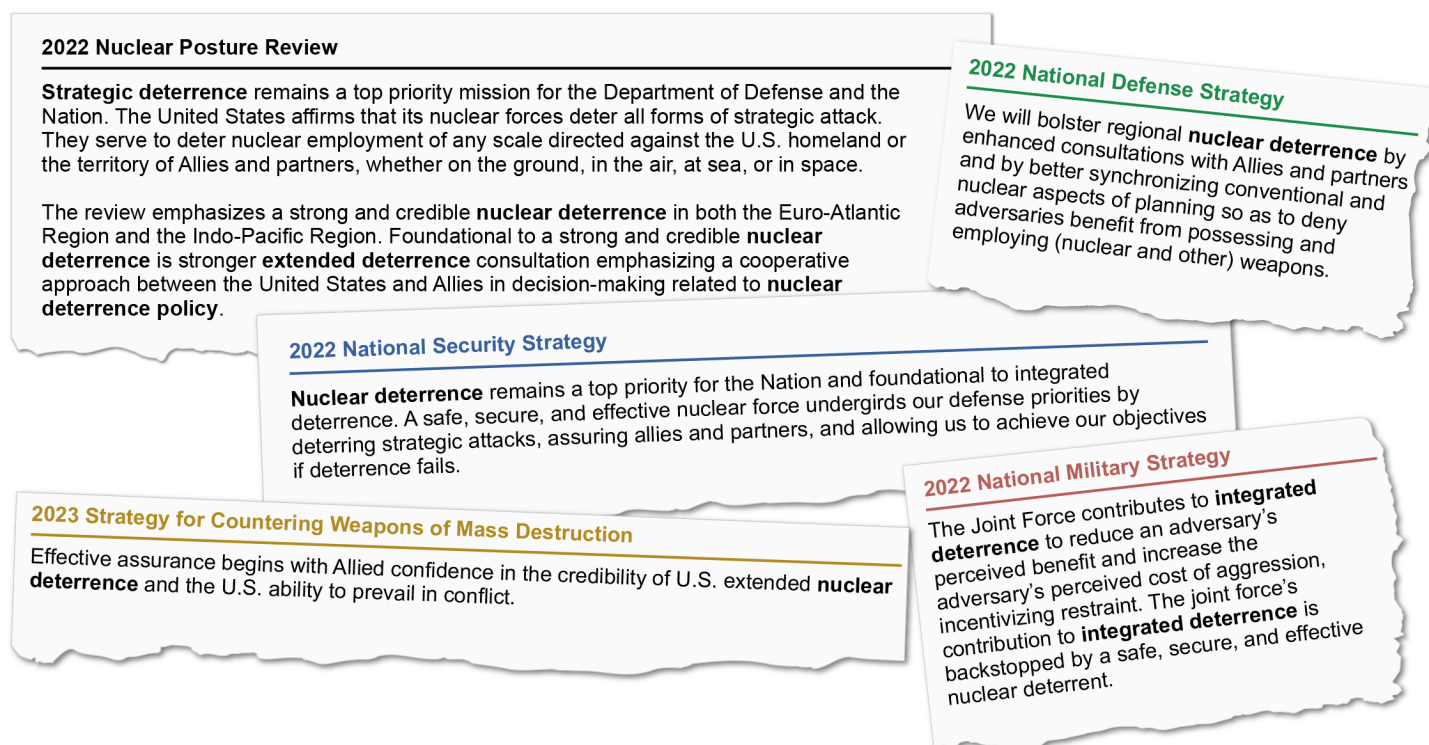 2022 Nuclear Posture Review
Strategic deterrence remains a top priority mission for the Department of Defense and the
Nation. The United States affirms that its nuclear forces deter all forms of strategic attack.
They serve to deter nuclear employment of any scale directed against the U.S. homeland or
the territory of Allies and partners, whether on the ground, in the air, at sea, or in space.
The review emphasizes a strong and credible nuclear deterrence in both the Euro-Atlantic
Region and the Indo-Pacific Region. Foundational to a strong and credible nuclear
deterrence is stronger extended deterrence consultation emphasizing a cooperative
approach between the United States and Allies in decision-making related to nuclear
deterrence policy.
2022 National Defense Strategy
We will bolster regional nuclear deterrence by
enhanced consultations with Allies and partners
and by better synchronizing conventional and
nuclear aspects of planning so as to deny
adversaries benefit from possessing and
employing (nuclear and other) weapons.
2022 National Security Strategy
Nuclear deterrence remains a top priority for the Nation and foundational to integrated
deterrence. A safe, secure, and effective nuclear force undergirds our defense priorities by
deterring strategic attacks, assuring allies and partners, and allowing us to achieve our objectives
if deterrence fails.
2023 Strategy for Countering Weapons of Mass Destruction
Effective assurance begins with Allied confidence in the credibility of U.S. extended nuclear
deterrence and the U.S. ability to prevail in conflict.
2022 National Military Strategy
The Joint Force contributes to integrated
deterrence to reduce an adversary's
perceived benefit and increase the
adversary's perceived cost of aggression,
incentivizing restraint. The joint force's
contribution to integrated deterrence is
backstopped by a safe, secure, and effective
nuclear deterrent.